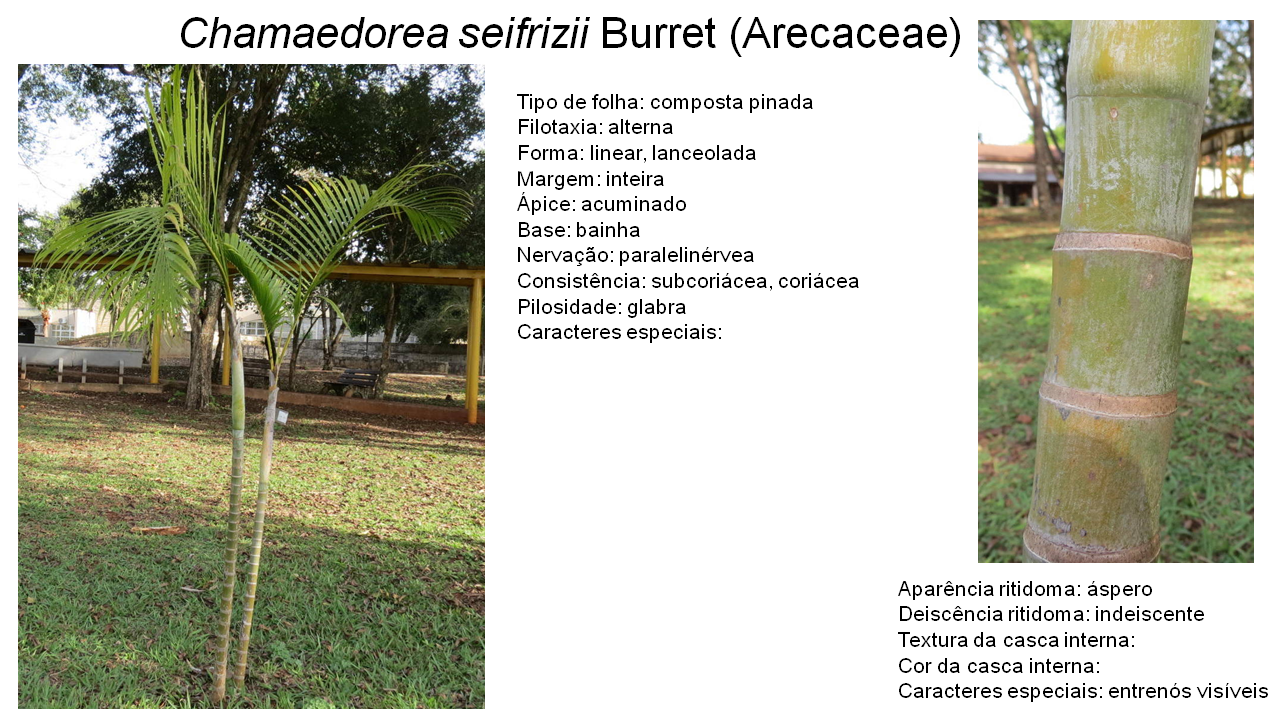 Chamaedorea seifrizii Burret (Arecaceae)
Tipo de folha: composta pinada
Filotaxia: alterna
Forma: linear, lanceolada
Margem: inteira
Ápice: acuminado
Base: bainha
Nervação: paralelinérvea
Consistência: subcoriácea, coriácea
Pilosidade: glabra
Caracteres especiais:
Aparência ritidoma: áspero
Deiscência ritidoma: indeiscente
Textura da casca interna:
Cor da casca interna:
Caracteres especiais: entrenós visíveis